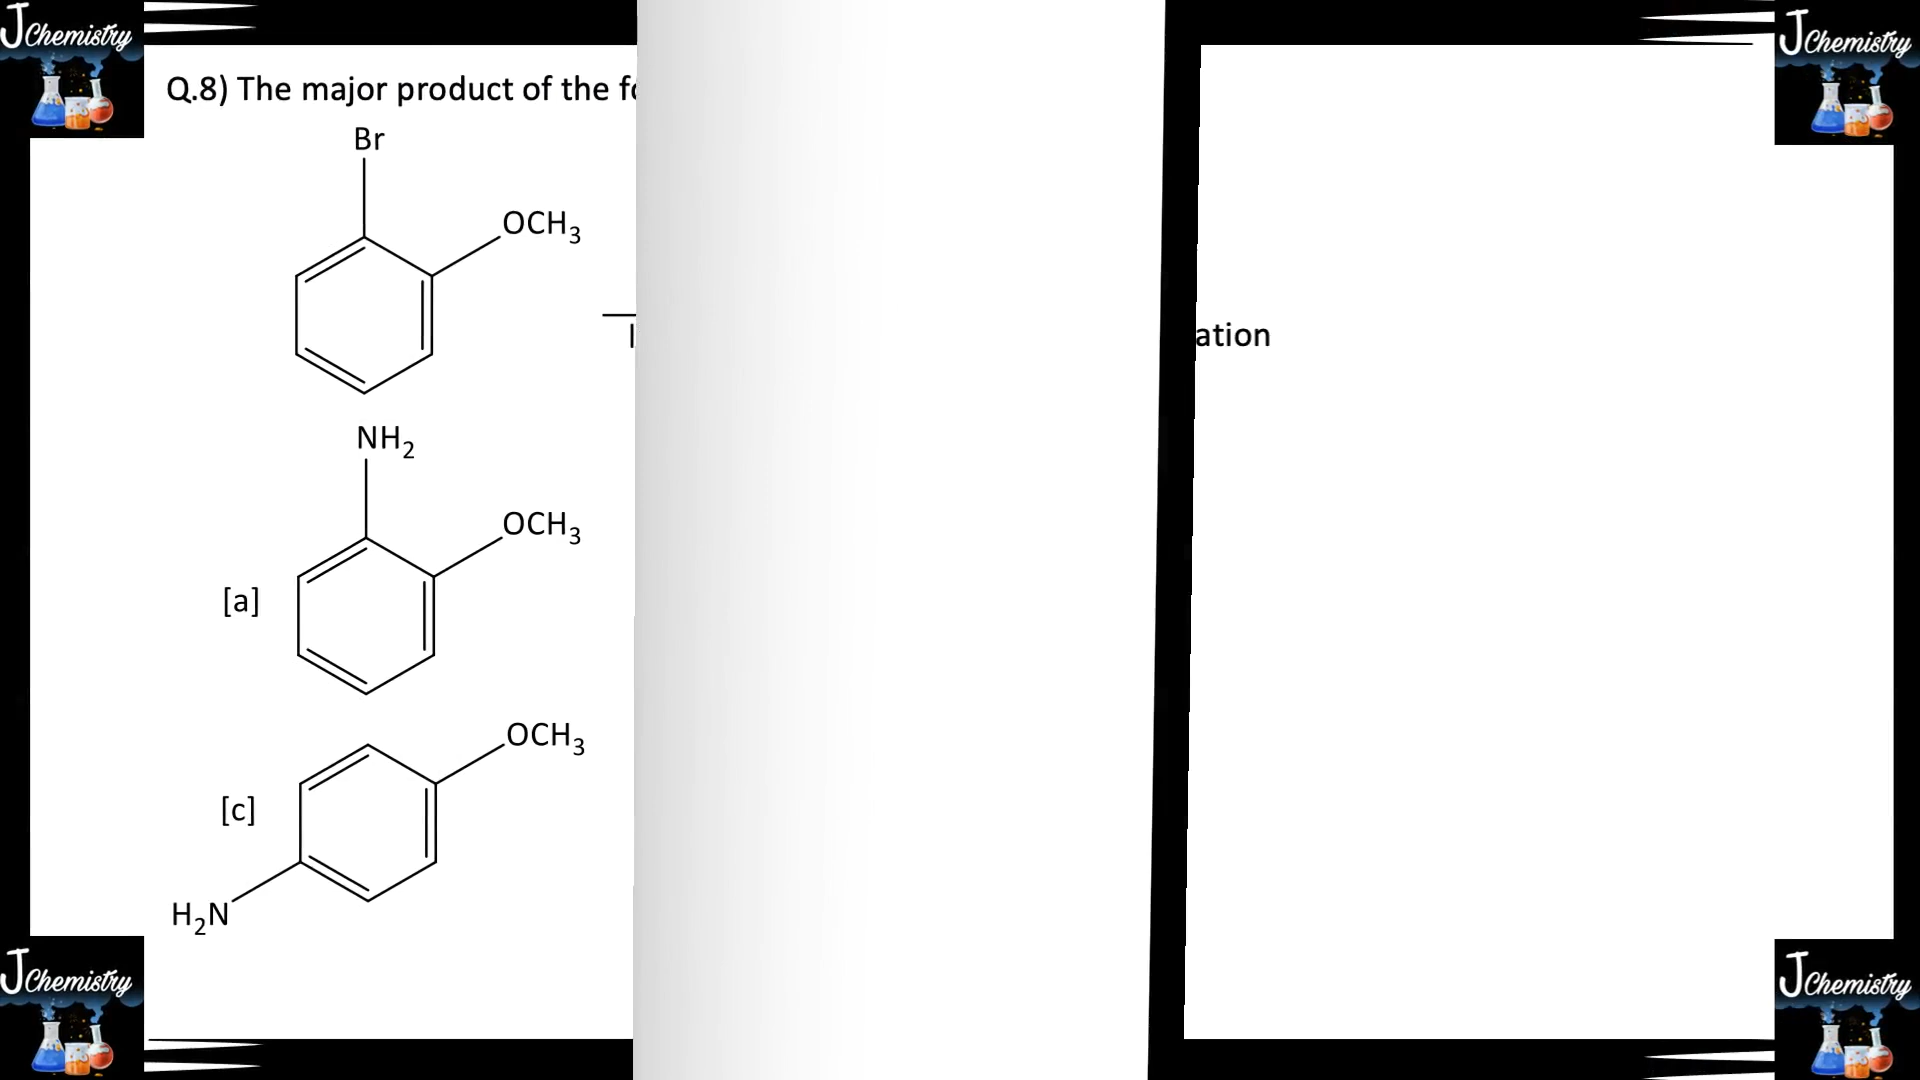 JChemistry
JChemistry
Q.8) The major product of the
Br
OCH3
ation
NH2
OCH3
[a]
OCH3
[c]
H2N
JChemistry
JChemistry